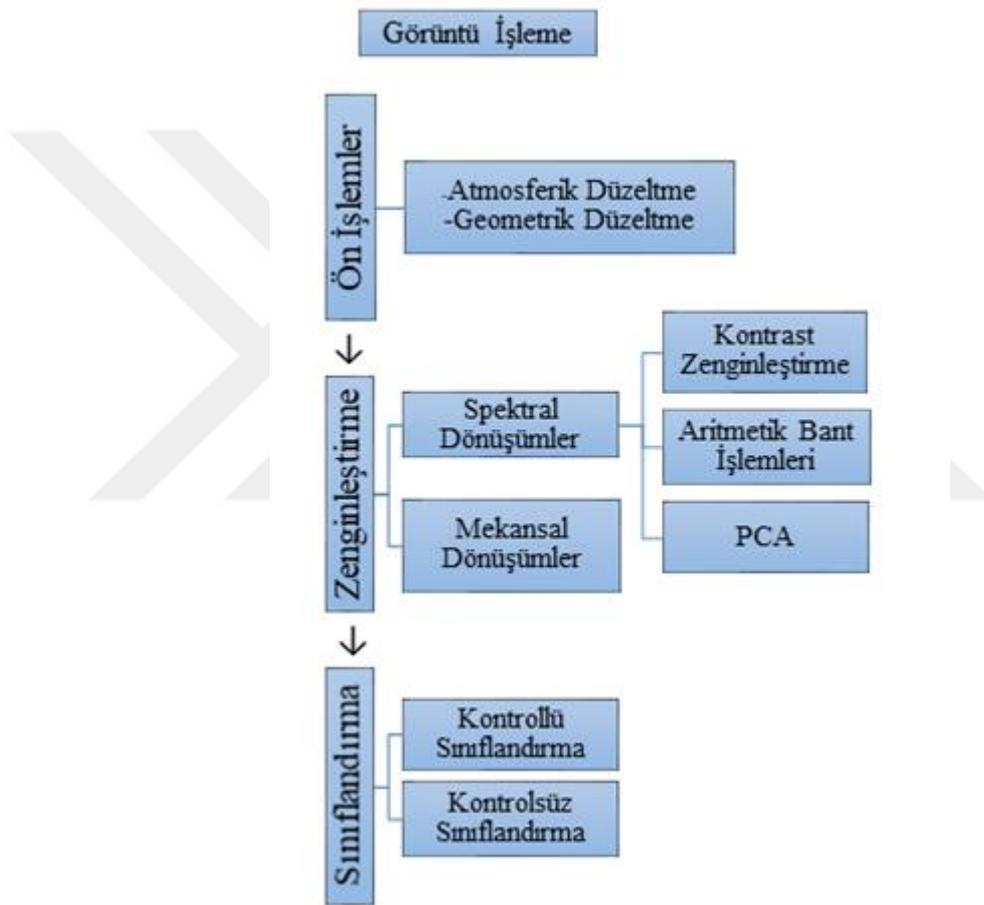 Görüntü İşleme
Ön İşlemler
-Atmosferik Düzeltme
-Geometrik Düzeltme
Zenginleştirme
Spektral
Dönüşümler
Kontrast
Zenginleştirme
Aritmetik Bant
İşlemleri
PCA
Mekansal
Dönüşümler
Sınıflandırma
Kontrollü
Sınıflandırma
Kontrolsüz
Sınıflandırma